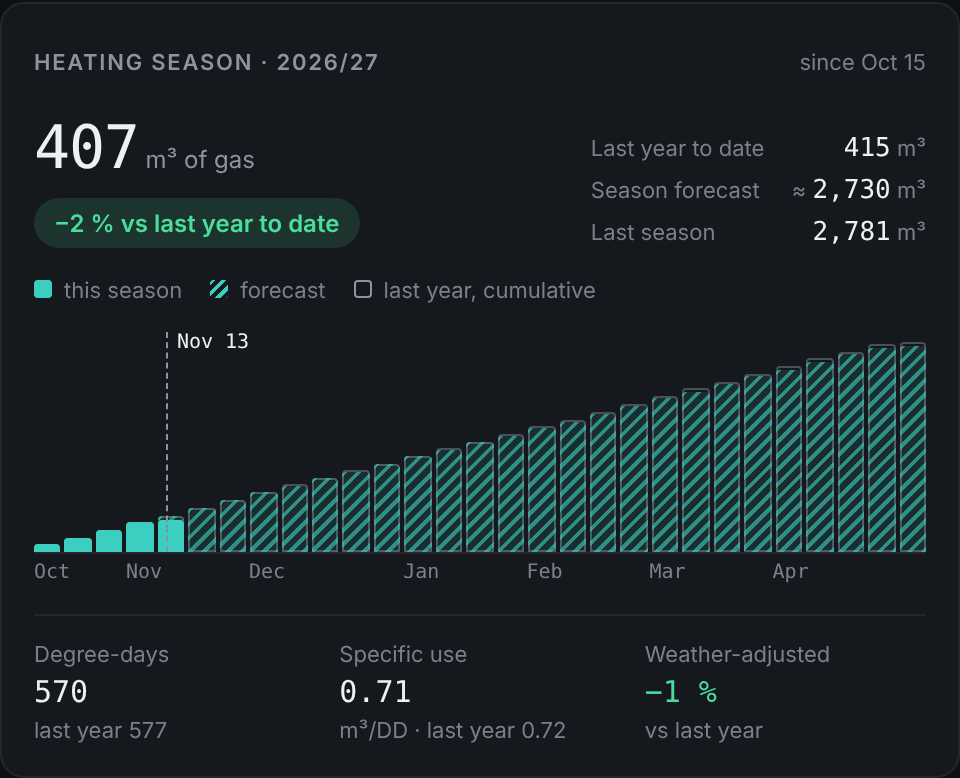 HEATING SEASON · 2026/27
since Oct 15
407 m³ of gas
−2 % vs last year to date
Last year to date 415 m³
Season forecast ≈ 2,730 m³
Last season 2,781 m³
this season forecast last year, cumulative
Nov 13
Oct Nov Dec Jan Feb Mar Apr
Degree-days
570
last year 577
Specific use
0.71
m³/DD · last year 0.72
Weather-adjusted
−1 %
vs last year